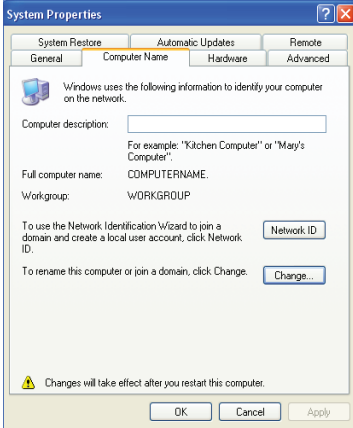 System Properties
System Restore Automatic Updates Remote
General Computer Name Hardware Advanced
Windows uses the following information to identify your computer
on the network.
Computer description:
For example: "Kitchen Computer" or "Mary's
Computer".
Full computer name: COMPUTERNAME.
Workgroup: WORKGROUP
To use the Network Identification Wizard to join a
domain and create a local user account, click Network
ID.
Network ID
To rename this computer or join a domain, click Change.
Change...
Changes will take effect after you restart this computer.
OK Cancel Apply